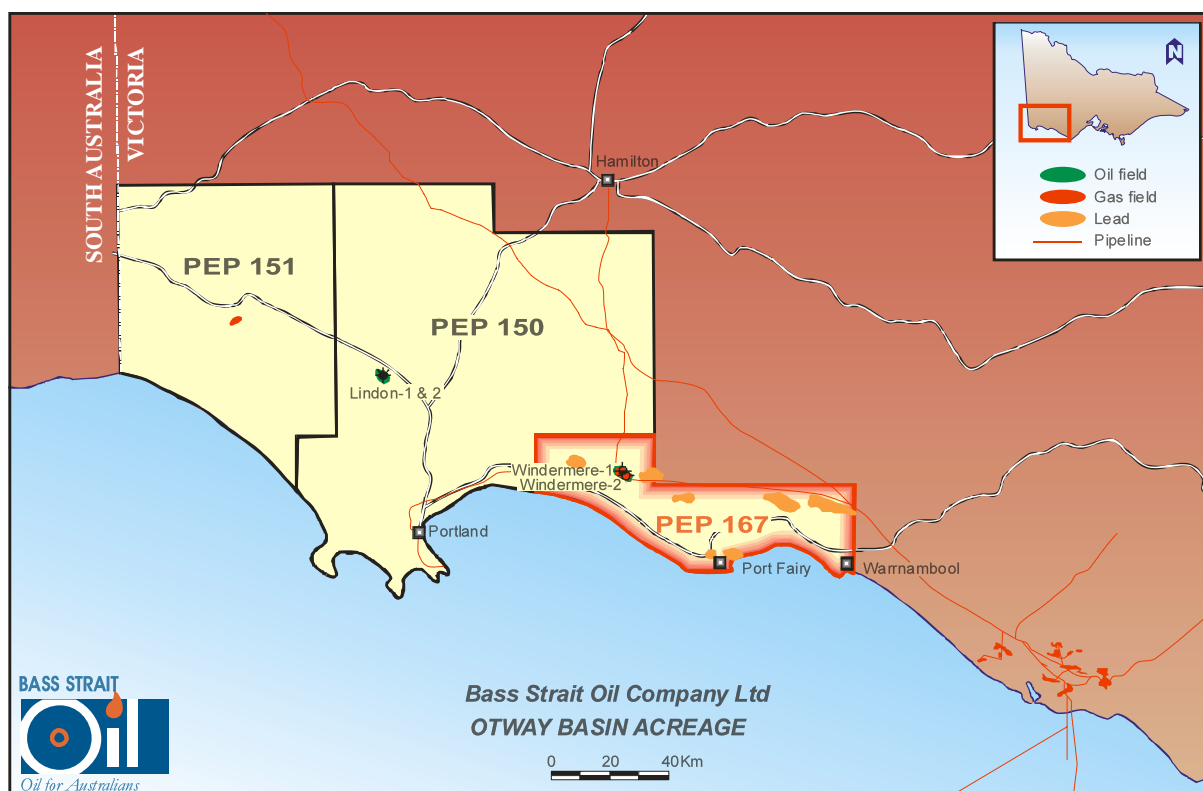 SOUTH AUSTRALIA
VICTORIA
N
Oil field
Gas field
Lead
Pipeline
Hamilton
PEP 151
PEP 150
Lindon-1 & 2
Windermere-1
Windermere-2
PEP 167
Portland
Port Fairy
Warrnambool
BASS STRAIT
Oil
Oil for Australians
Bass Strait Oil Company Ltd
OTWAY BASIN ACREAGE
0 20 40Km